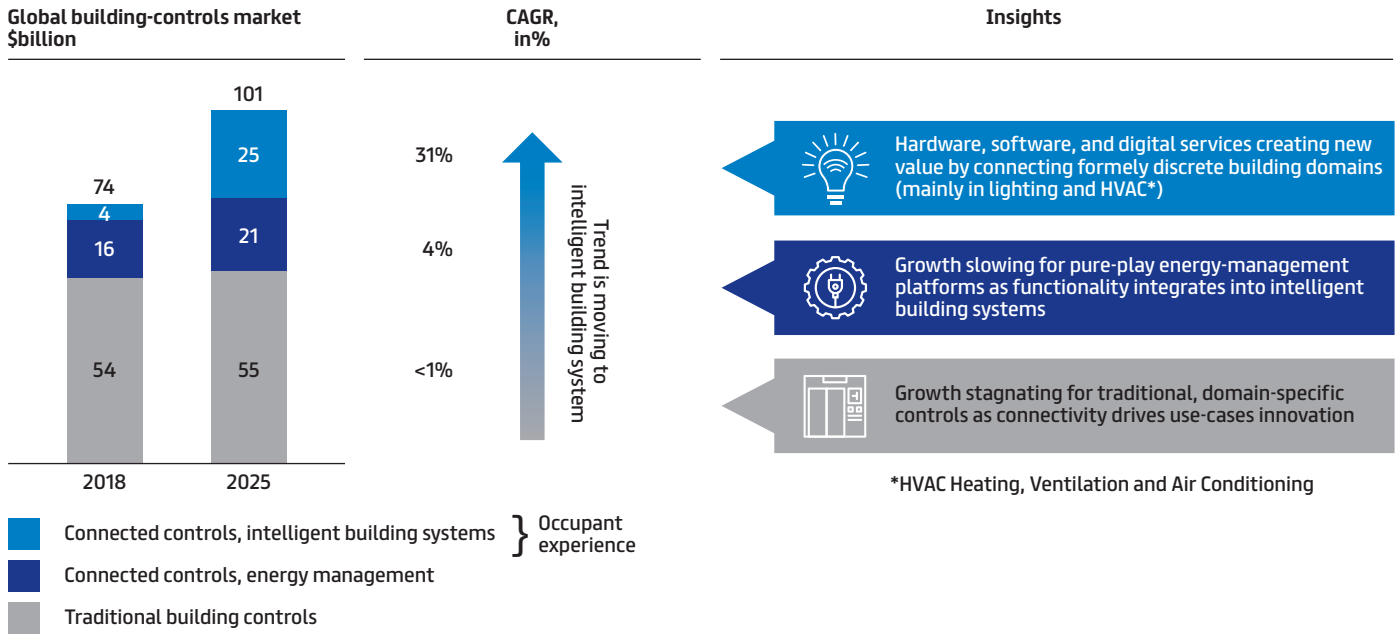 Global building-controls market
$billion
CAGR,
in%
Insights
101
25
21
55
74
4
16
54
2018
2025
31%
4%
<1%
Trend is moving to
intelligent building system
Hardware, software, and digital services creating new
value by connecting formely discrete building domains
(mainly in lighting and HVAC*)
Growth slowing for pure-play energy-management
platforms as functionality integrates into intelligent
building systems
Growth stagnating for traditional, domain-specific
controls as connectivity drives use-cases innovation
*HVAC Heating, Ventilation and Air Conditioning
Connected controls, intelligent building systems
} Occupant
experience
Connected controls, energy management
Traditional building controls